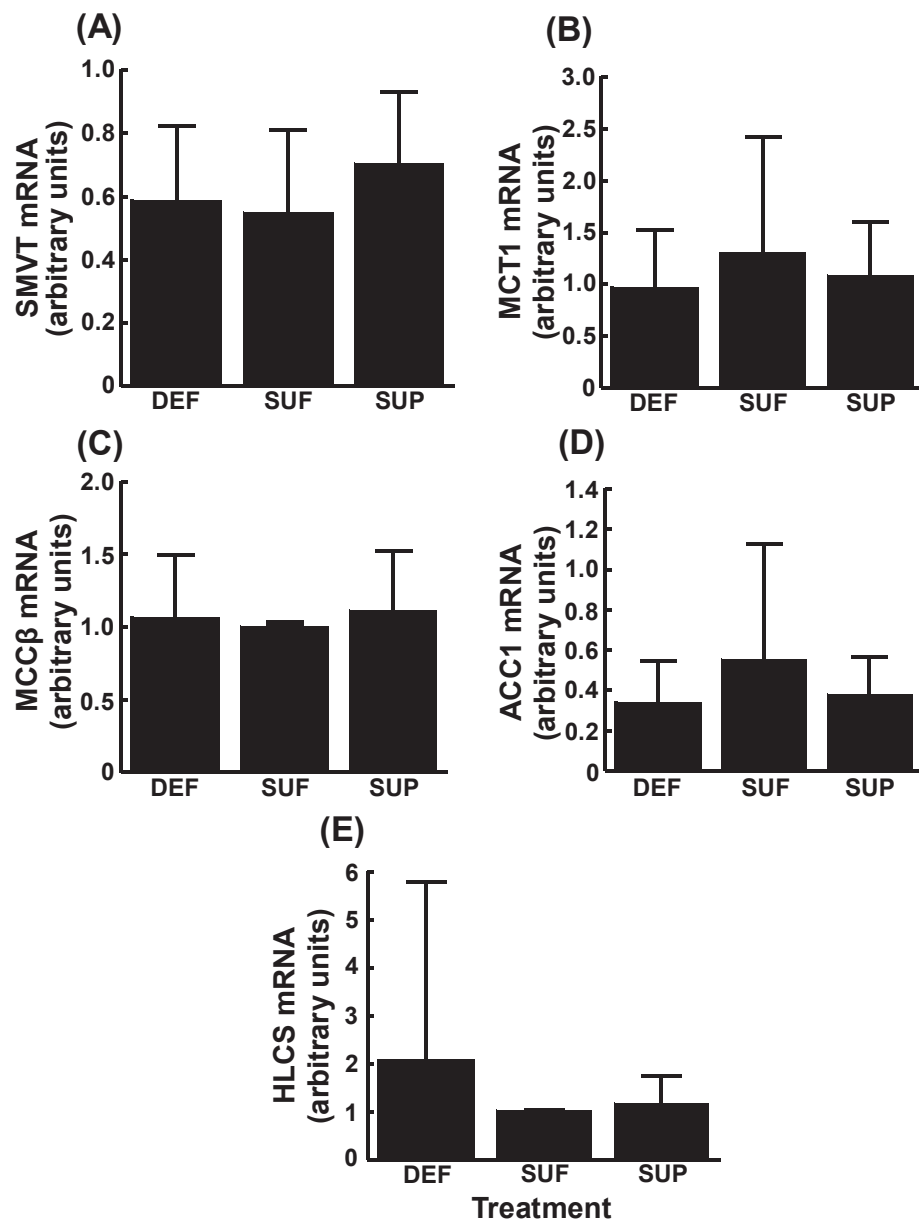 (A)
SMVT mRNA
(arbitrary units)
1.0
0.8
0.6
0.4
0.2
0
DEF SUF SUP
(B)
MCT1 mRNA
(arbitrary units)
3.0
2.5
2.0
1.5
1.0
0.5
0
DEF SUF SUP
(C)
MCCβ mRNA
(arbitrary units)
2.0
1.5
1.0
0.5
0
DEF SUF SUP
(D)
ACC1 mRNA
(arbitrary units)
1.4
1.2
1.0
0.8
0.6
0.4
0.2
0
DEF SUF SUP
(E)
HLCS mRNA
(arbitrary units)
6
5
4
3
2
1
0
DEF SUF SUP
Treatment